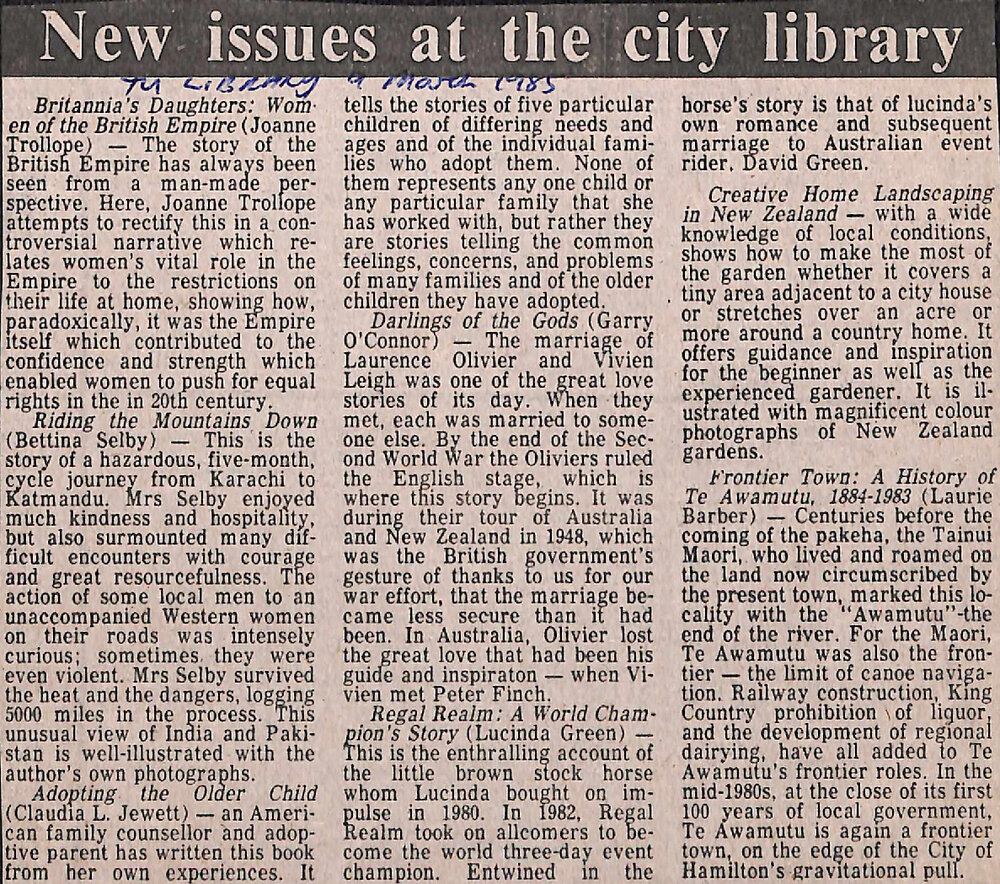 New issues at the city library
LIBRARY 9 March 1985
Britannia's Daughters: Wom-
en of the British Empire (Joanne
Trollope) — The story of the
British Empire has always been
seen from a man-made per-
spective. Here, Joanne Trollope
attempts to rectify this in a con-
troversial narrative which re-
lates women's vital role in the
Empire to the restrictions on
their life at home, showing how,
paradoxically, it was the Empire
itself which contributed to the
confidence and strength which
enabled women to push for equal
rights in the in 20th century.
Riding the Mountains Down
(Bettina Selby) — This is the
story of a hazardous, five-month,
cycle journey from Karachi to
Katmandu. Mrs Selby enjoyed
much kindness and hospitality,
but also surmounted many dif-
ficult encounters with courage
and great resourcefulness. The
action of some local men to an
unaccompanied Western women
on their roads was intensely
curious; sometimes they were
even violent. Mrs Selby survived
the heat and the dangers, logging
5000 miles in the process. This
unusual view of India and Paki-
stan is well-illustrated with the
author's own photographs.
Adopting the Older Child
(Claudia L. Jewett) — an Ameri-
can family counsellor and adop-
tive parent has written this book
from her own experiences. It
tells the stories of five particular
children of differing needs and
ages and of the individual fami-
lies who adopt them. None of
them represents any one child or
any particular family that she
has worked with, but rather they
are stories telling the common
feelings, concerns, and problems
of many families and of the older
children they have adopted.
Darlings of the Gods (Garry
O'Connor) — The marriage of
Laurence Olivier and Vivien
Leigh was one of the great love
stories of its day. When they
met, each was married to some-
one else. By the end of the Sec-
ond World War the Oliviers ruled
the English stage, which is
where this story begins. It was
during their tour of Australia
and New Zealand in 1948, which
was the British government's
gesture of thanks to us for our
war effort, that the marriage be-
came less secure than it had
been. In Australia, Olivier lost
the great love that had been his
guide and inspiraton — when Vi-
vien met Peter Finch.
Regal Realm: A World Cham-
pion's Story (Lucinda Green) —
This is the enthralling account of
the little brown stock horse
whom Lucinda bought on im-
pulse in 1980. In 1982, Regal
Realm took on allcomers to be-
come the world three-day event
champion. Entwined in the
horse's story is that of lucinda's
own romance and subsequent
marriage to Australian event
rider, David Green.
Creative Home Landscaping
in New Zealand — with a wide
knowledge of local conditions,
shows how to make the most of
the garden whether it covers a
tiny area adjacent to a city house
or stretches over an acre or
more around a country home. It
offers guidance and inspiration
for the beginner as well as the
experienced gardener. It is il-
ustrated with magnificent colour
photographs of New Zealand
gardens.
Frontier Town: A History of
Te Awamutu, 1884-1983 (Laurie
Barber) — Centuries before the
coming of the pakeha, the Tainui
Maori, who lived and roamed on
the land now circumscribed by
the present town, marked this lo-
cality with the "Awamutu"-the
end of the river. For the Maori,
Te Awamutu was also the fron-
tier — the limit of canoe naviga-
tion. Railway construction, King
Country prohibition of liquor,
and the development of regional
dairying, have all added to Te
Awamutu's frontier roles. In the
mid-1980s, at the close of its first
100 years of local government,
Te Awamutu is again a frontier
town, on the edge of the City of
Hamilton's gravitational pull.